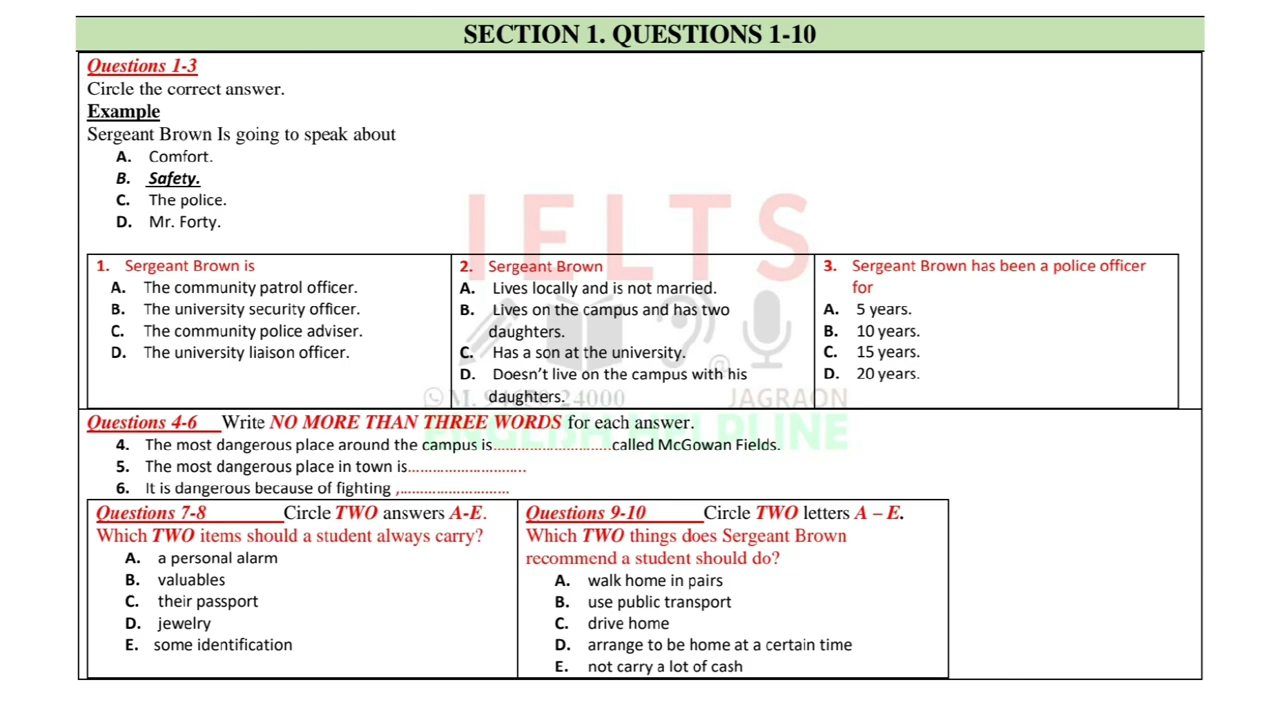 SECTION 1. QUESTIONS 1-10
Questions 1-3
Circle the correct answer.
Example
Sergeant Brown Is going to speak about
A. Comfort.
B. Safety.
C. The police.
D. Mr. Forty.
IELTS
1. Sergeant Brown is
A. The community patrol officer.
B. The university security officer.
C. The community police adviser.
D. The university liaison officer.
2. Sergeant Brown
A. Lives locally and is not married.
B. Lives on the campus and has two
daughters.
C. Has a son at the university.
D. Doesn't live on the campus with his
daughters.
3. Sergeant Brown has been a police officer
for
A. 5 years.
B. 10 years.
C. 15 years.
D. 20 years.
@
JAGRAON
Questions 4-6 Write NO MORE THAN THREE WORDS for each answer.
4. The most dangerous place around the campus is..............................called McGowan Fields.
5. The most dangerous place in town is..............................
6. It is dangerous because of fighting ,............................
Questions 7-8 Circle TWO answers A-E.
Which TWO items should a student always carry?
A. a personal alarm
B. valuables
C. their passport
D. jewelry
E. some identification
Questions 9-10 Circle TWO letters A – E.
Which TWO things does Sergeant Brown
recommend a student should do?
A. walk home in pairs
B. use public transport
C. drive home
D. arrange to be home at a certain time
E. not carry a lot of cash